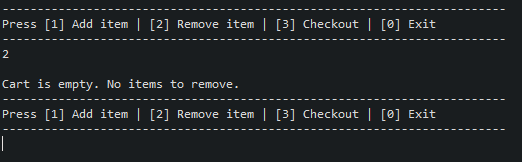 ------------------------------------------------------------------------
Press [1] Add item | [2] Remove item | [3] Checkout | [0] Exit
------------------------------------------------------------------------
2
Cart is empty. No items to remove.
------------------------------------------------------------------------
Press [1] Add item | [2] Remove item | [3] Checkout | [0] Exit
------------------------------------------------------------------------